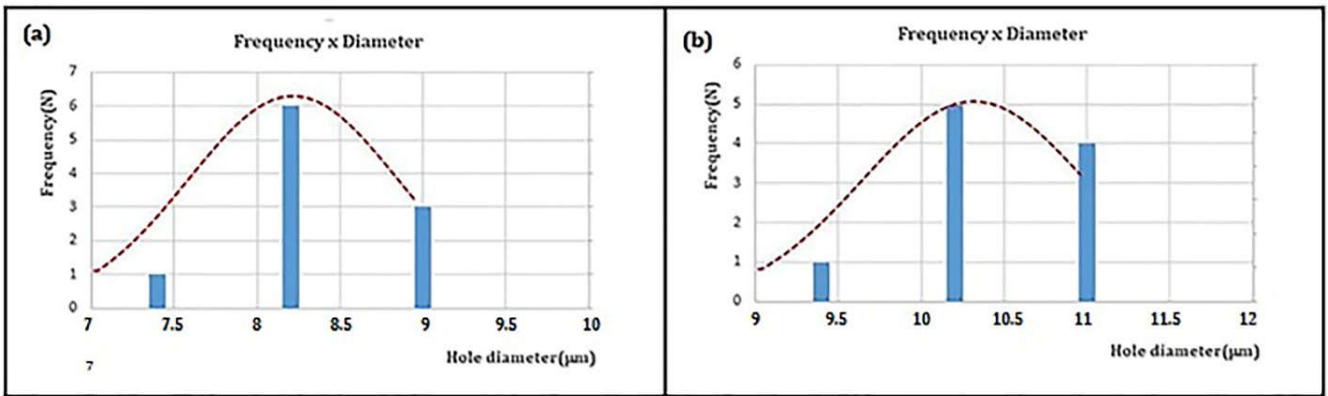 (a)
Frequency x Diameter
Frequency(N)
7
6
5
4
3
2
1
0
7 7.5 8 8.5 9 9.5 10
Hole diameter(μm)
7
(b)
Frequency x Diameter
Frequency(N)
6
5
4
3
2
1
0
9 9.5 10 10.5 11 11.5 12
Hole diameter(μm)